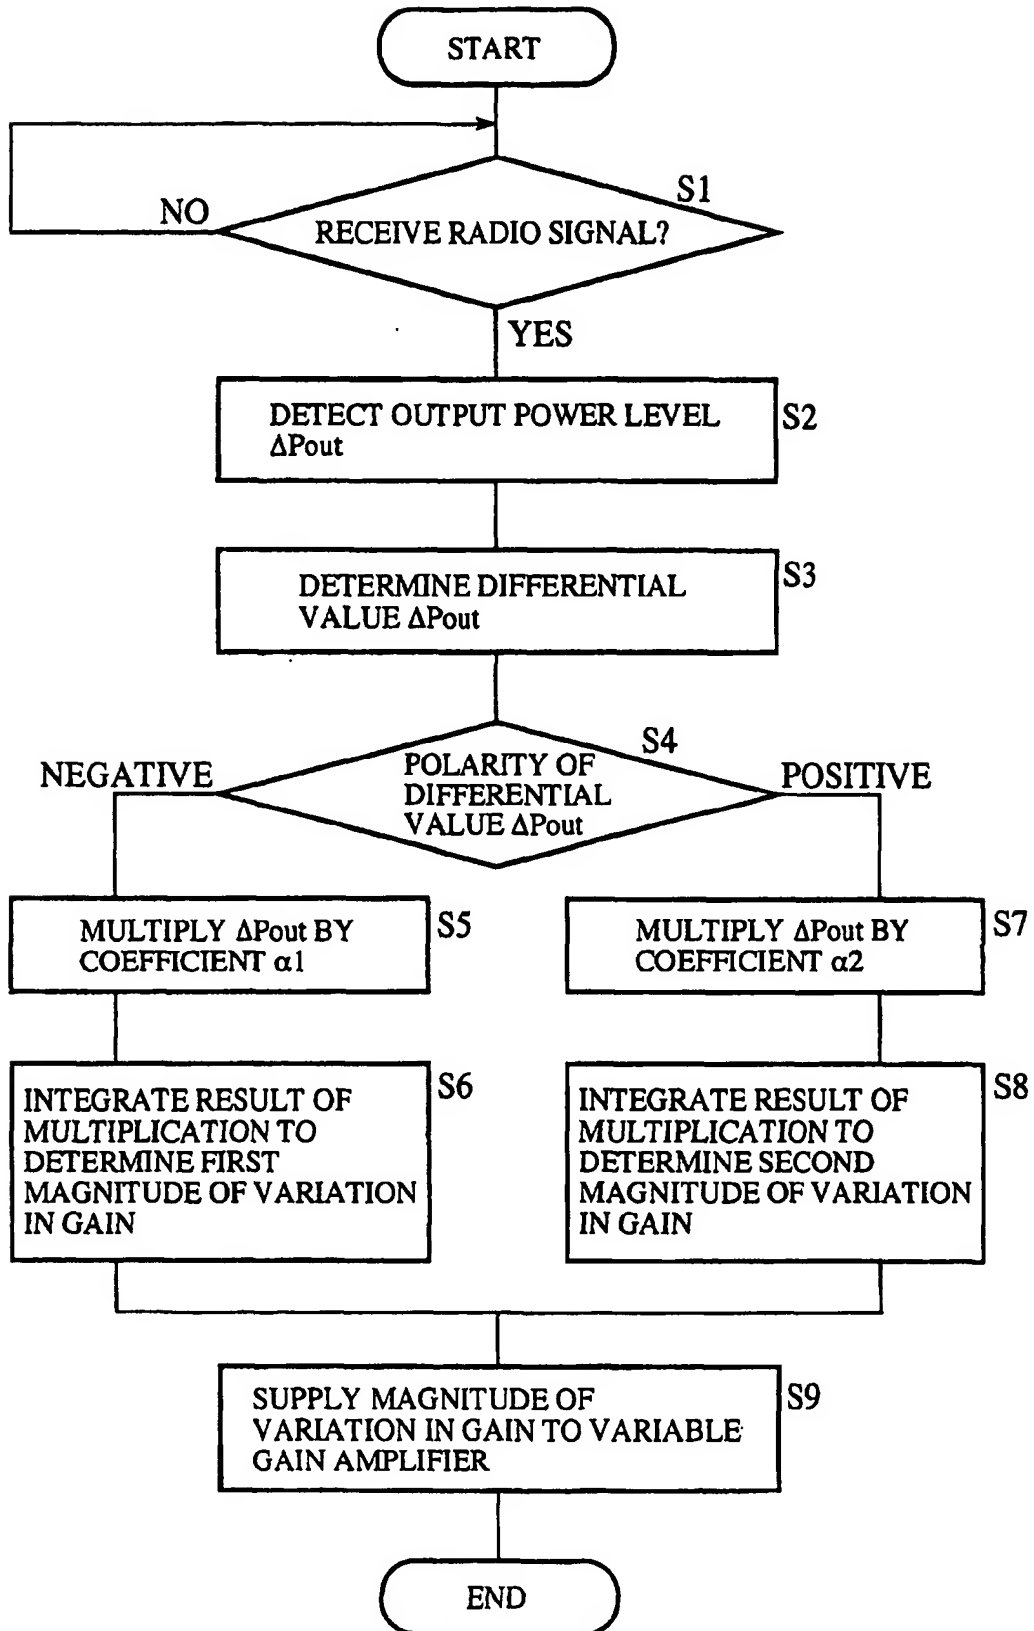 START
S1
NO
RECEIVE RADIO SIGNAL?
YES
DETECT OUTPUT POWER LEVEL
ΔPout
S2
DETERMINE DIFFERENTIAL
VALUE ΔPout
S3
S4
NEGATIVE
POLARITY OF
DIFFERENTIAL
VALUE ΔPout
POSITIVE
MULTIPLY ΔPout BY
COEFFICIENT α1
S5
MULTIPLY ΔPout BY
COEFFICIENT α2
S7
INTEGRATE RESULT OF
MULTIPLICATION TO
DETERMINE FIRST
MAGNITUDE OF VARIATION
IN GAIN
S6
INTEGRATE RESULT OF
MULTIPLICATION TO
DETERMINE SECOND
MAGNITUDE OF VARIATION
IN GAIN
S8
SUPPLY MAGNITUDE OF
VARIATION IN GAIN TO VARIABLE
GAIN AMPLIFIER
S9
END